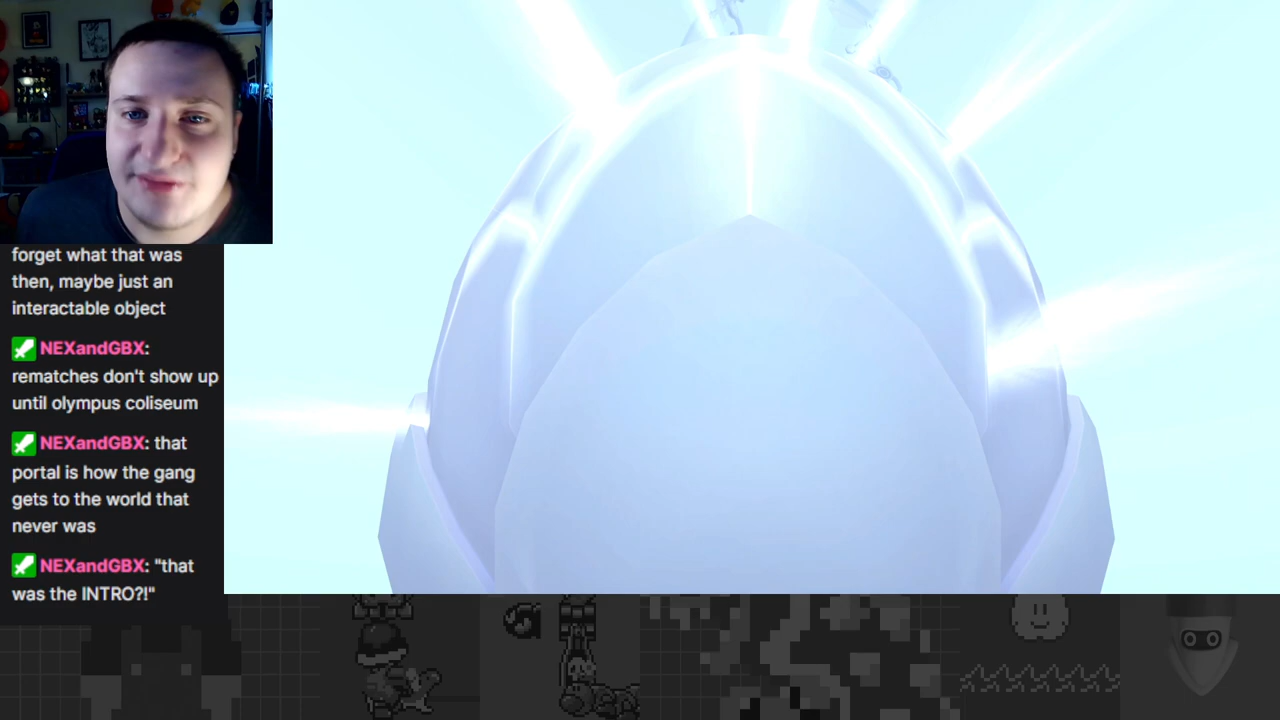 forget what that was
then, maybe just an
interactable object
NEXandGBX:
rematches don't show up
until olympus coliseum
NEXandGBX: that
portal is how the gang
gets to the world that
never was
NEXandGBX: "that
was the INTRO?!"